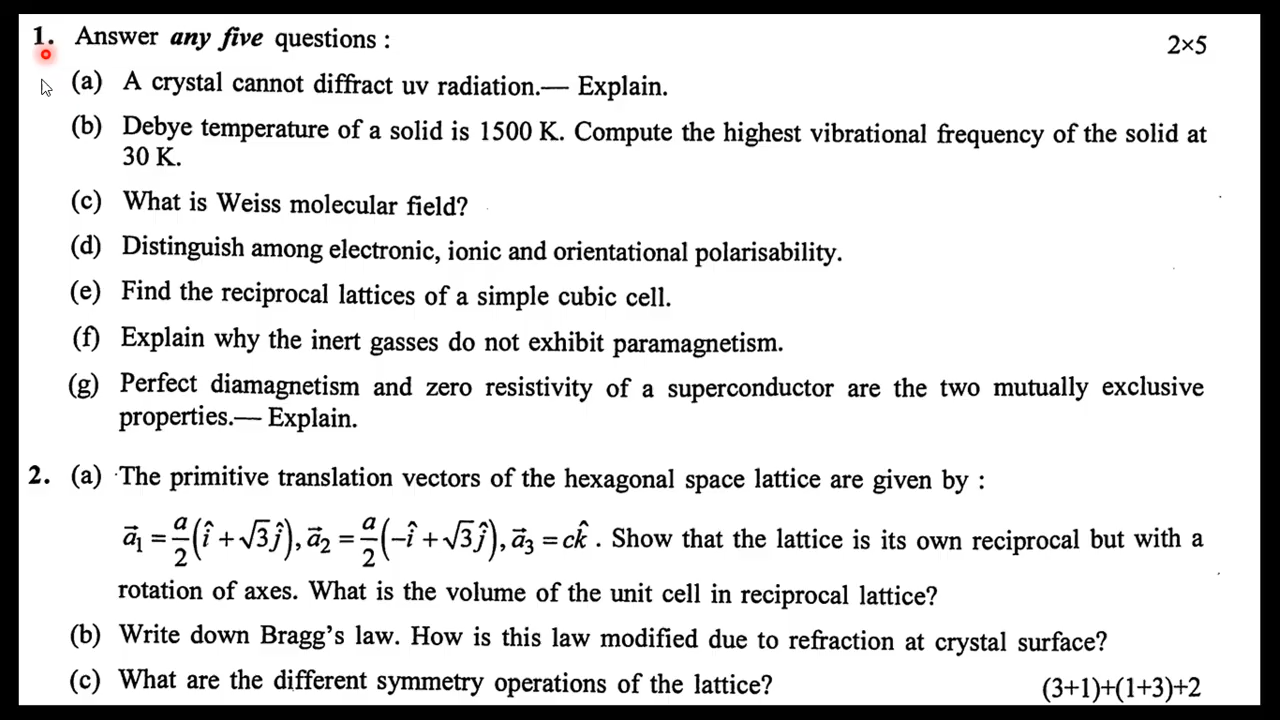 1. Answer any five questions : 2×5
(a) A crystal cannot diffract uv radiation.— Explain.
(b) Debye temperature of a solid is 1500 K. Compute the highest vibrational frequency of the solid at
30 K.
(c) What is Weiss molecular field?
(d) Distinguish among electronic, ionic and orientational polarisability.
(e) Find the reciprocal lattices of a simple cubic cell.
(f) Explain why the inert gasses do not exhibit paramagnetism.
(g) Perfect diamagnetism and zero resistivity of a superconductor are the two mutually exclusive
properties.— Explain.
2. (a) The primitive translation vectors of the hexagonal space lattice are given by :
a⃗₁ = a/2 (î + √3ĵ), a⃗₂ = a/2 (−î + √3ĵ), a⃗₃ = ck̂ . Show that the lattice is its own reciprocal but with a
rotation of axes. What is the volume of the unit cell in reciprocal lattice?
(b) Write down Bragg's law. How is this law modified due to refraction at crystal surface?
(c) What are the different symmetry operations of the lattice? (3+1)+(1+3)+2